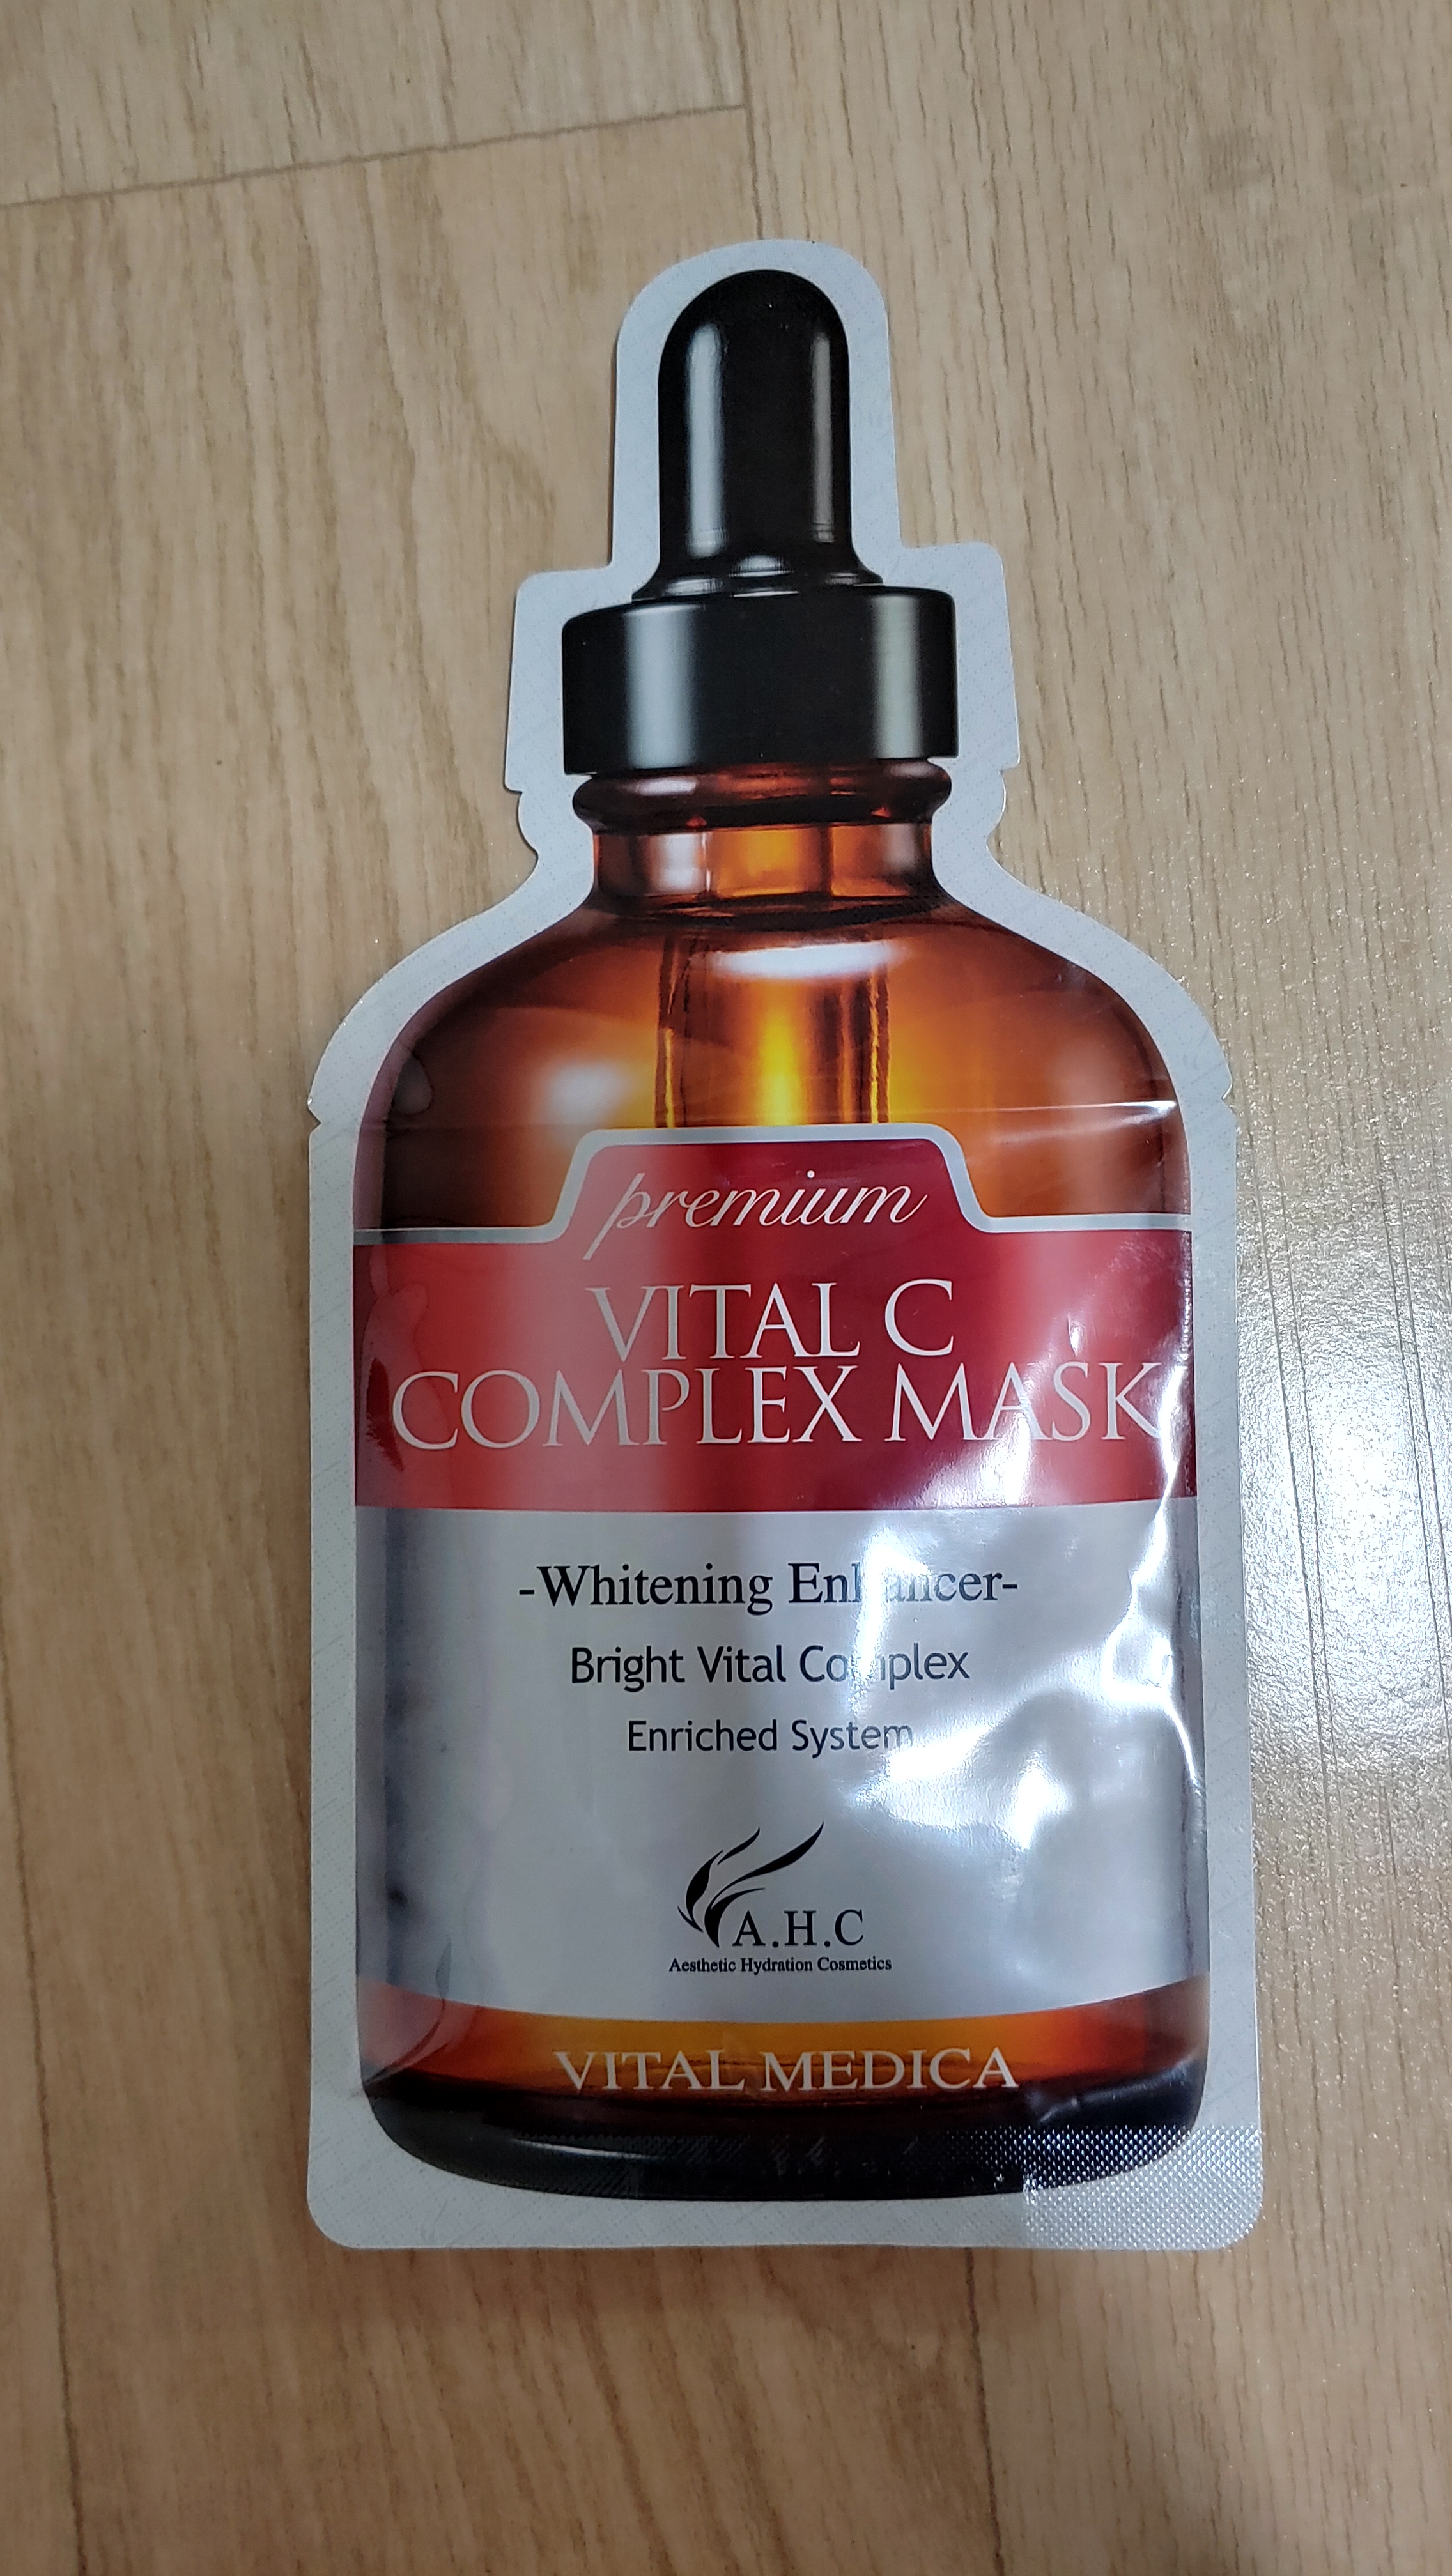 premium
VITAL C
COMPLEX MASK
-Whitening Enhancer-
Bright Vital Complex
Enriched System
A.H.C
Aesthetic Hydration Cosmetics
VITAL MEDICA